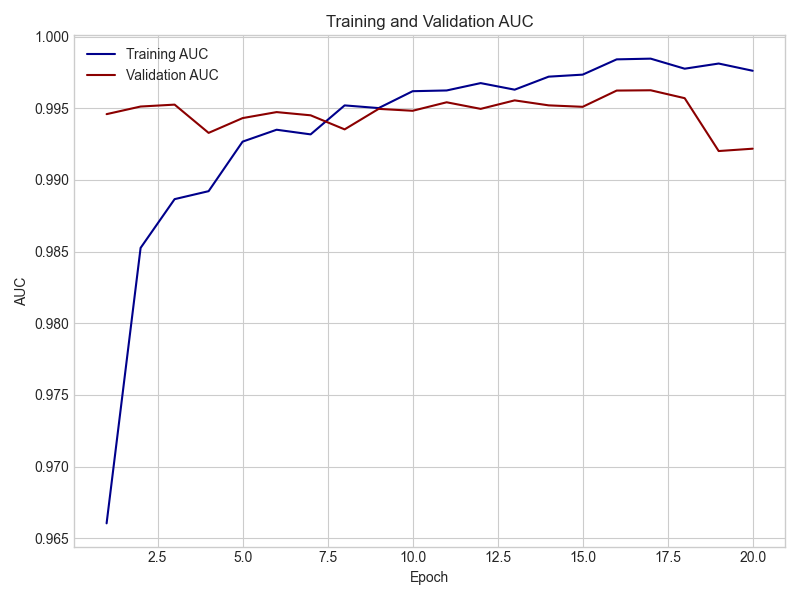 Training and Validation AUC
Training AUC
Validation AUC
1.000
0.995
0.990
0.985
0.980
0.975
0.970
0.965
AUC
2.5 5.0 7.5 10.0 12.5 15.0 17.5 20.0
Epoch